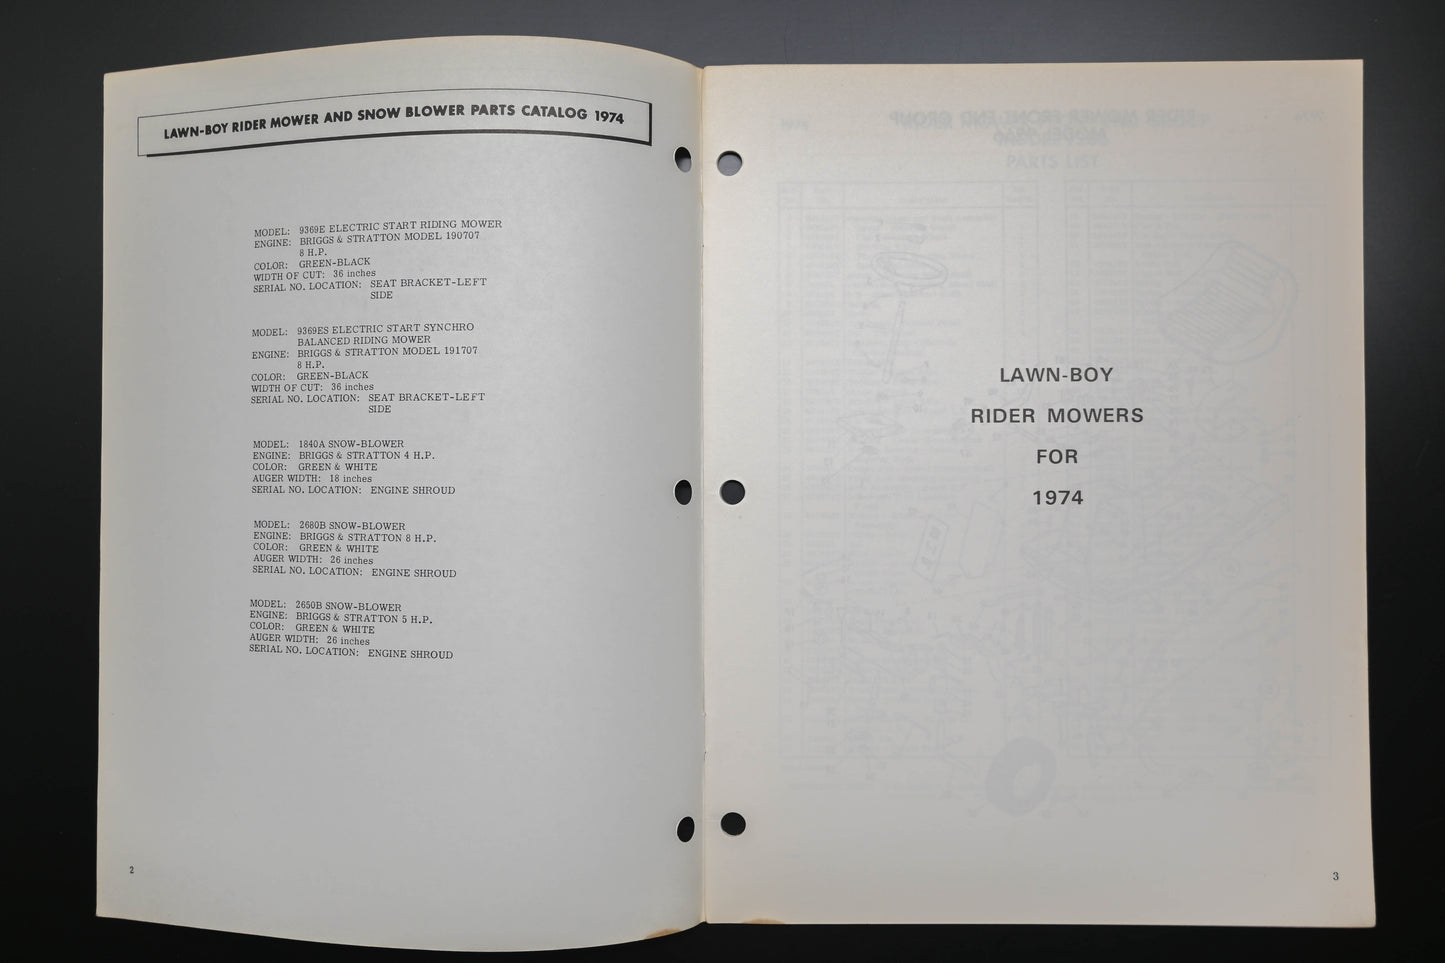 LAWN-BOY RIDER MOWER AND SNOW BLOWER PARTS CATALOG 1974
MODEL: 9369E ELECTRIC START RIDING MOWER
ENGINE: BRIGGS & STRATTON MODEL 190707
8 H.P.
COLOR: GREEN-BLACK
WIDTH OF CUT: 36 inches
SERIAL NO. LOCATION: SEAT BRACKET-LEFT
SIDE
MODEL: 9369ES ELECTRIC START SYNCHRO
BALANCED RIDING MOWER
ENGINE: BRIGGS & STRATTON MODEL 191707
8 H.P.
COLOR: GREEN-BLACK
WIDTH OF CUT: 36 inches
SERIAL NO. LOCATION: SEAT BRACKET-LEFT
SIDE
MODEL: 1840A SNOW-BLOWER
ENGINE: BRIGGS & STRATTON 4 H.P.
COLOR: GREEN & WHITE
AUGER WIDTH: 18 inches
SERIAL NO. LOCATION: ENGINE SHROUD
MODEL: 2680B SNOW-BLOWER
ENGINE: BRIGGS & STRATTON 8 H.P.
COLOR: GREEN & WHITE
AUGER WIDTH: 26 inches
SERIAL NO. LOCATION: ENGINE SHROUD
MODEL: 2650B SNOW-BLOWER
ENGINE: BRIGGS & STRATTON 5 H.P.
COLOR: GREEN & WHITE
AUGER WIDTH: 26 inches
SERIAL NO. LOCATION: ENGINE SHROUD
2
LAWN-BOY
RIDER MOWERS
FOR
1974
3